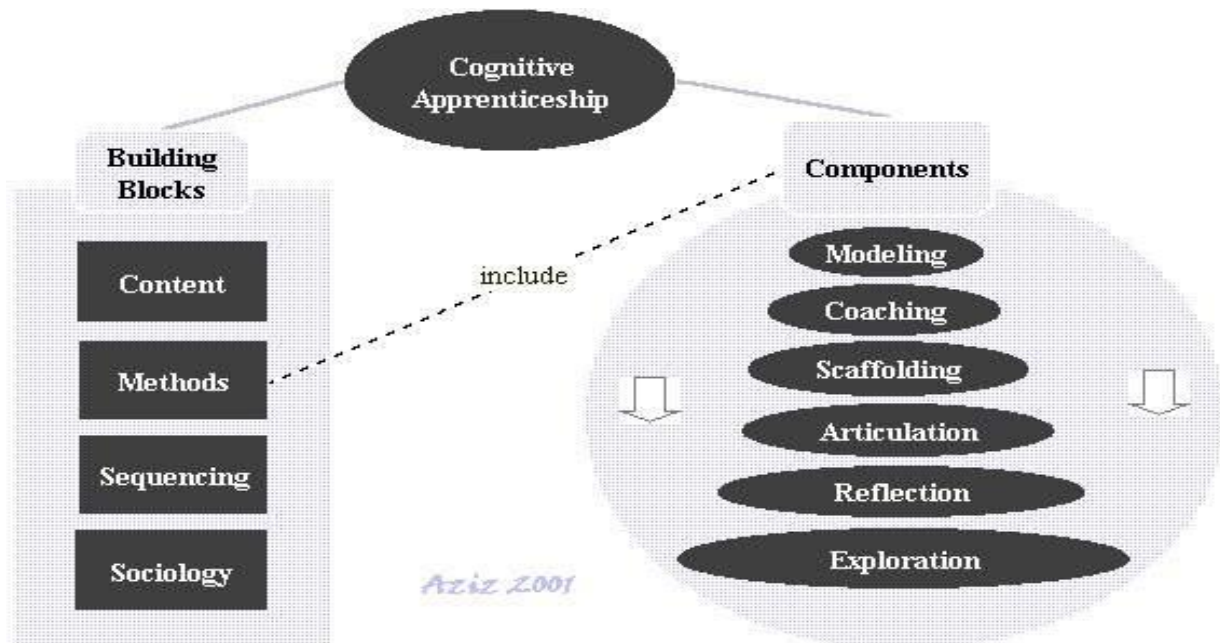 Cognitive
Apprenticeship
Building
Blocks
Content
Methods
Sequencing
Sociology
include
Components
Modeling
Coaching
Scaffolding
Articulation
Reflection
Exploration
Aziz 2001